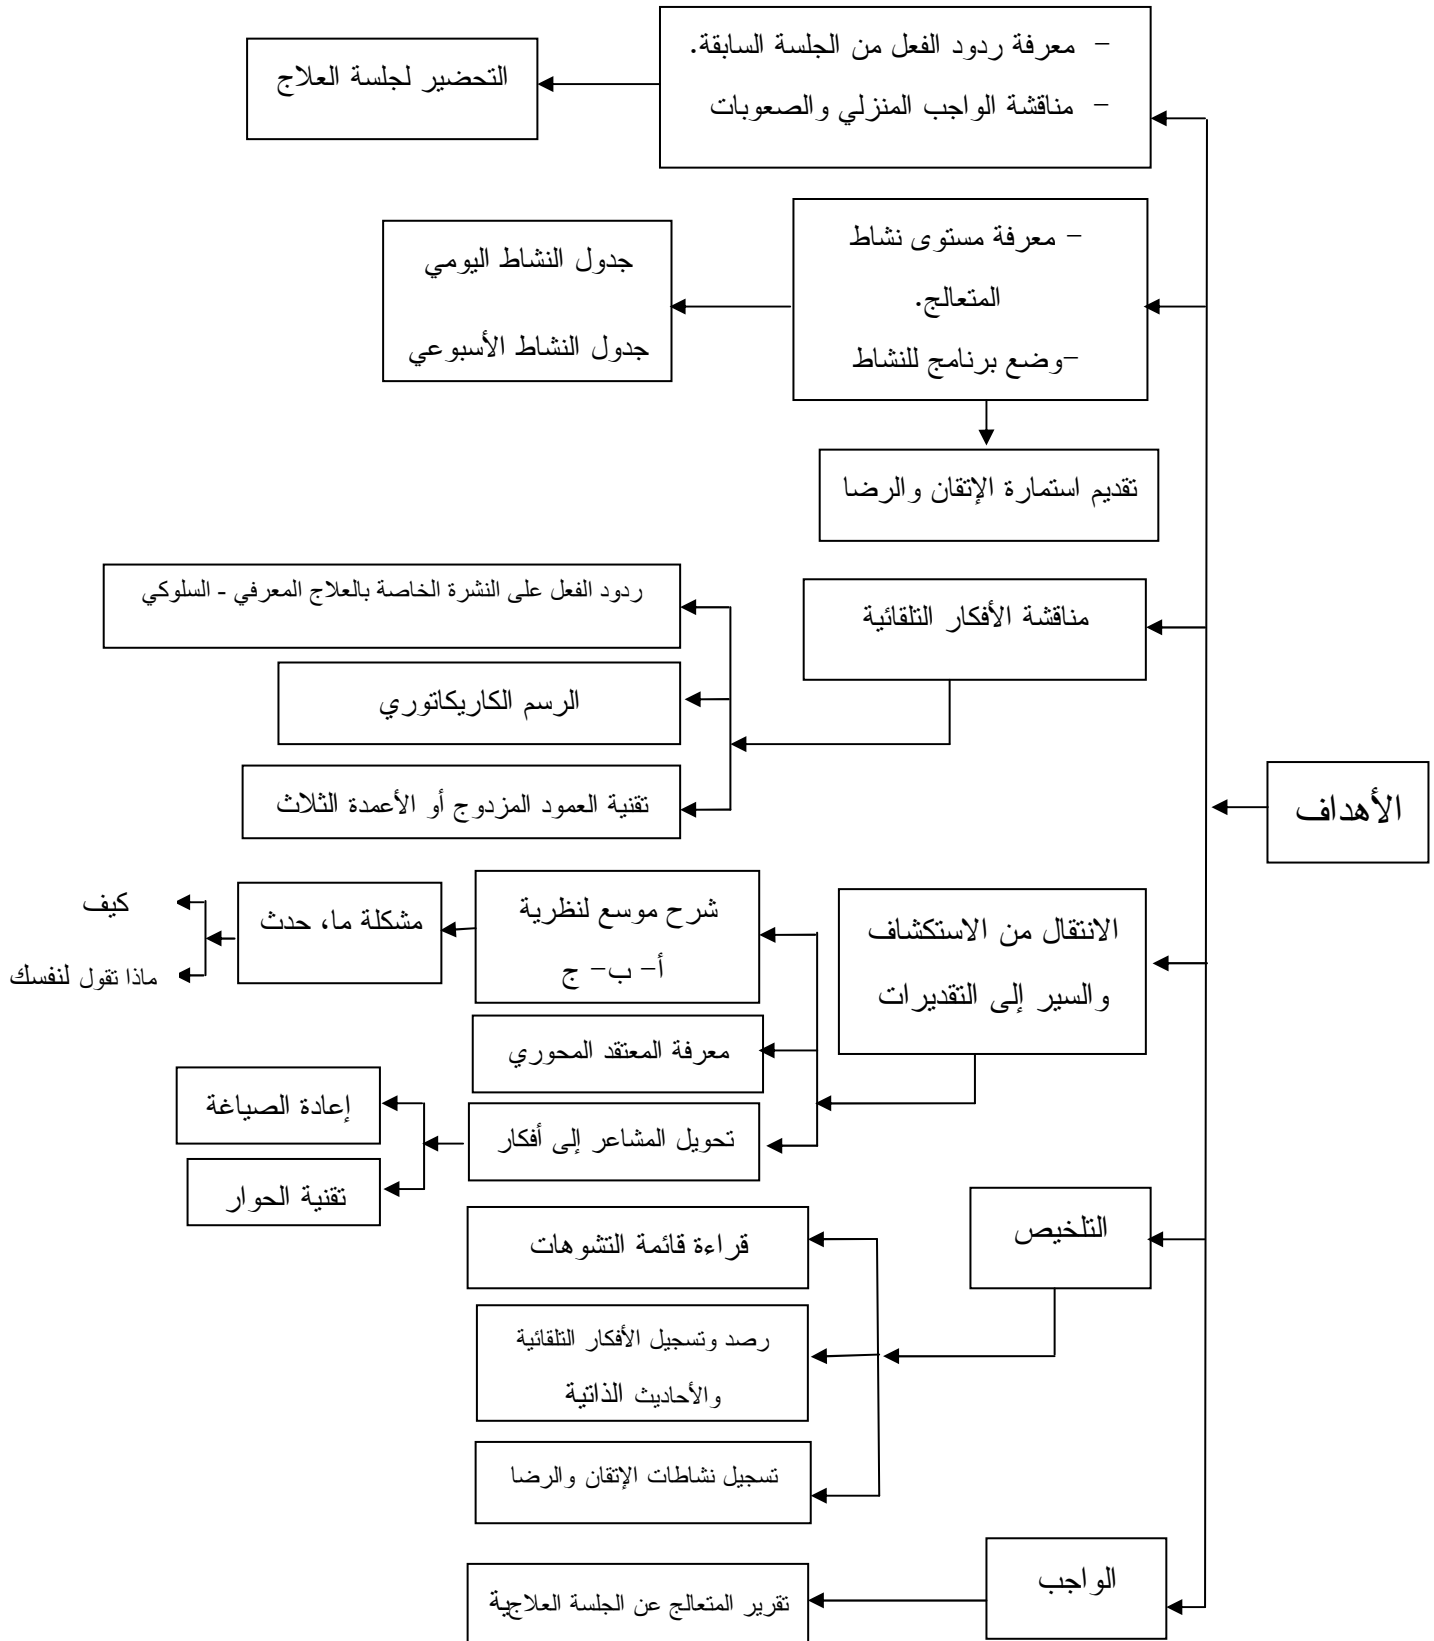 – معرفة ردود الفعل من الجلسة السابقة.
– مناقشة الواجب المنزلي والصعوبات
التحضير لجلسة العلاج
– معرفة مستوى نشاط
المتعالج.
–وضع برنامج للنشاط
جدول النشاط اليومي
جدول النشاط الأسبوعي
تقديم استمارة الإتقان والرضا
مناقشة الأفكار التلقائية
ردود الفعل على النشرة الخاصة بالعلاج المعرفي - السلوكي
الرسم الكاريكاتوري
تقنية العمود المزدوج أو الأعمدة الثلاث
الأهداف
الانتقال من الاستكشاف
والسير إلى التقديرات
شرح موسع لنظرية
أ– ب– ج
مشكلة ما، حدث
كيف
ماذا تقول لنفسك
معرفة المعتقد المحوري
تحويل المشاعر إلى أفكار
إعادة الصياغة
تقنية الحوار
التلخيص
قراءة قائمة التشوهات
رصد وتسجيل الأفكار التلقائية
والأحاديث الذاتية
تسجيل نشاطات الإتقان والرضا
الواجب
تقرير المتعالج عن الجلسة العلاجية